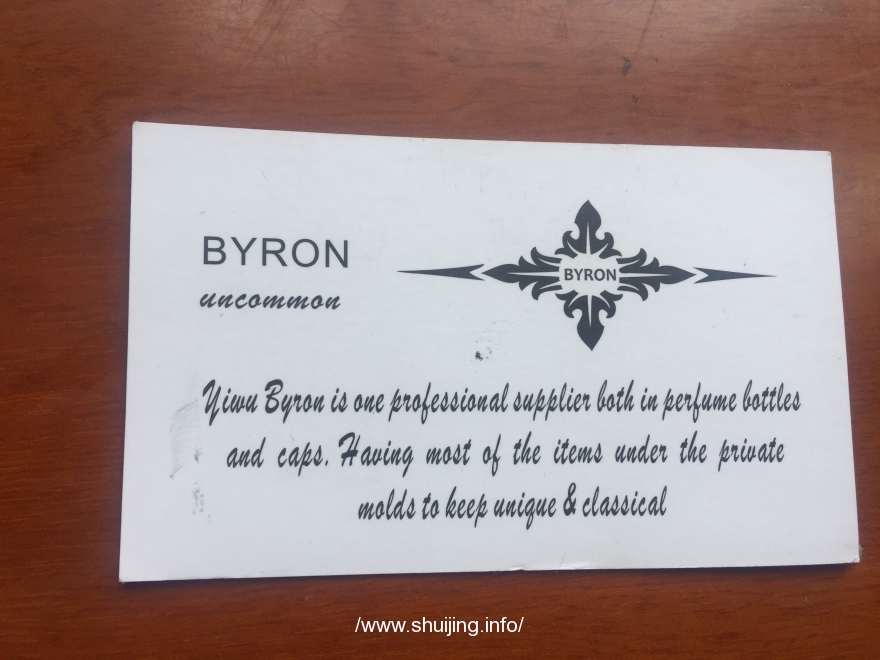 BYRON
uncommon
BYRON
Yiwu Byron is one professional supplier both in perfume bottles
and caps. Having most of the items under the private
molds to keep unique & classical
/www.shuijing.info/